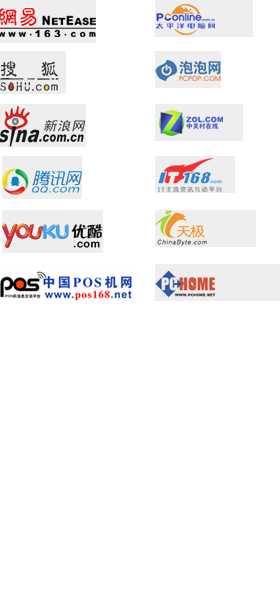 網易 NETEASE
www.163.com
PConline.com.cn
太平洋电脑网
搜狐
SOHU.com
泡泡网
PCPOP.COM
sina 新浪网
.com.cn
ZOL.COM
中关村在线
腾讯网
QQ.com
IT168.com
IT主流资讯互动平台
YOUKU 优酷
.com
天极
ChinaByte.com
pos 中国POS机网
POS机信息交流平台 www.pos168.net
PCHOME
WWW.PCHOME.NET